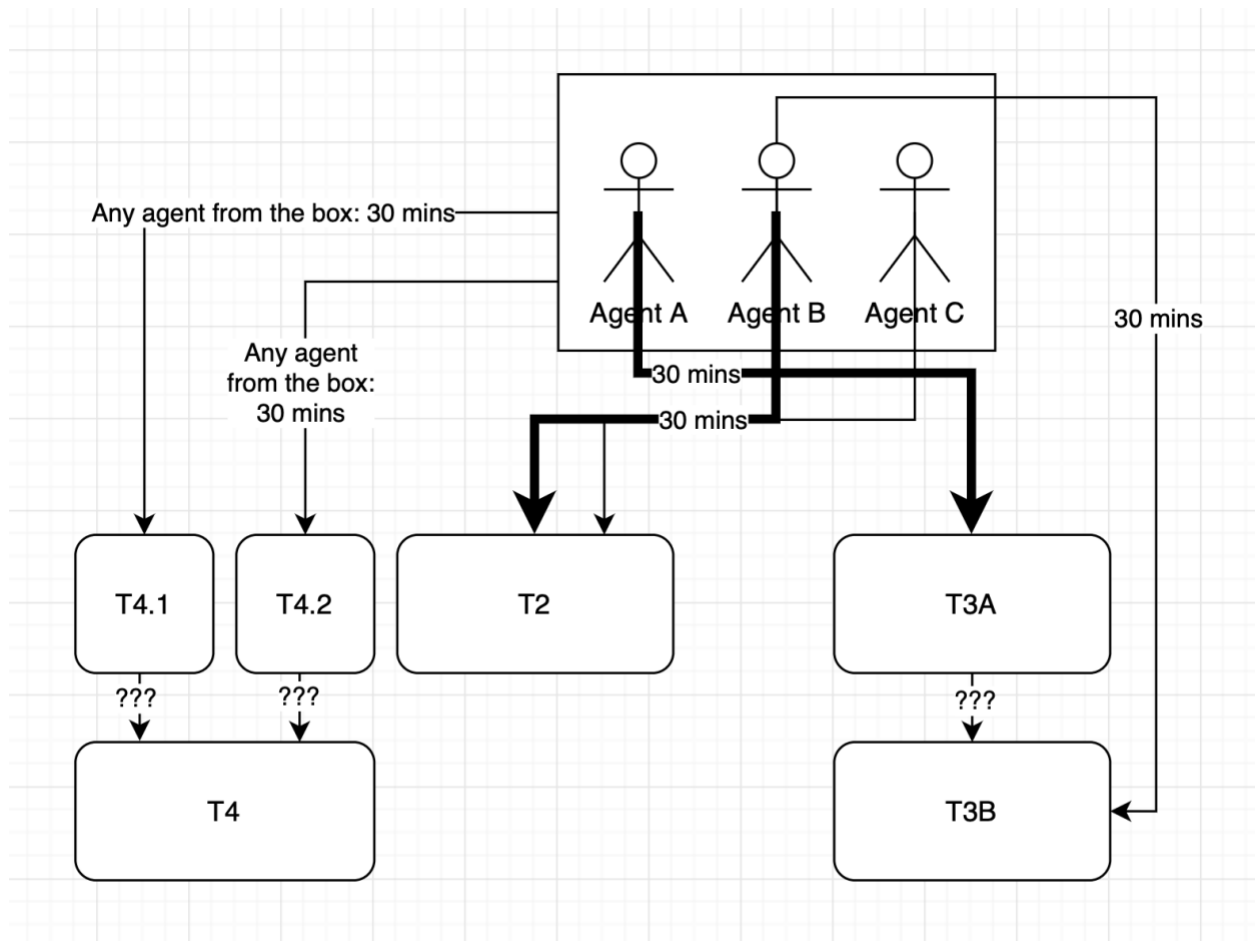 Any agent from the box: 30 mins
Agent A
Agent B
Agent C
30 mins
Any agent
from the box:
30 mins
30 mins
30 mins
T4.1
T4.2
T2
T3A
???
???
???
T4
T3B